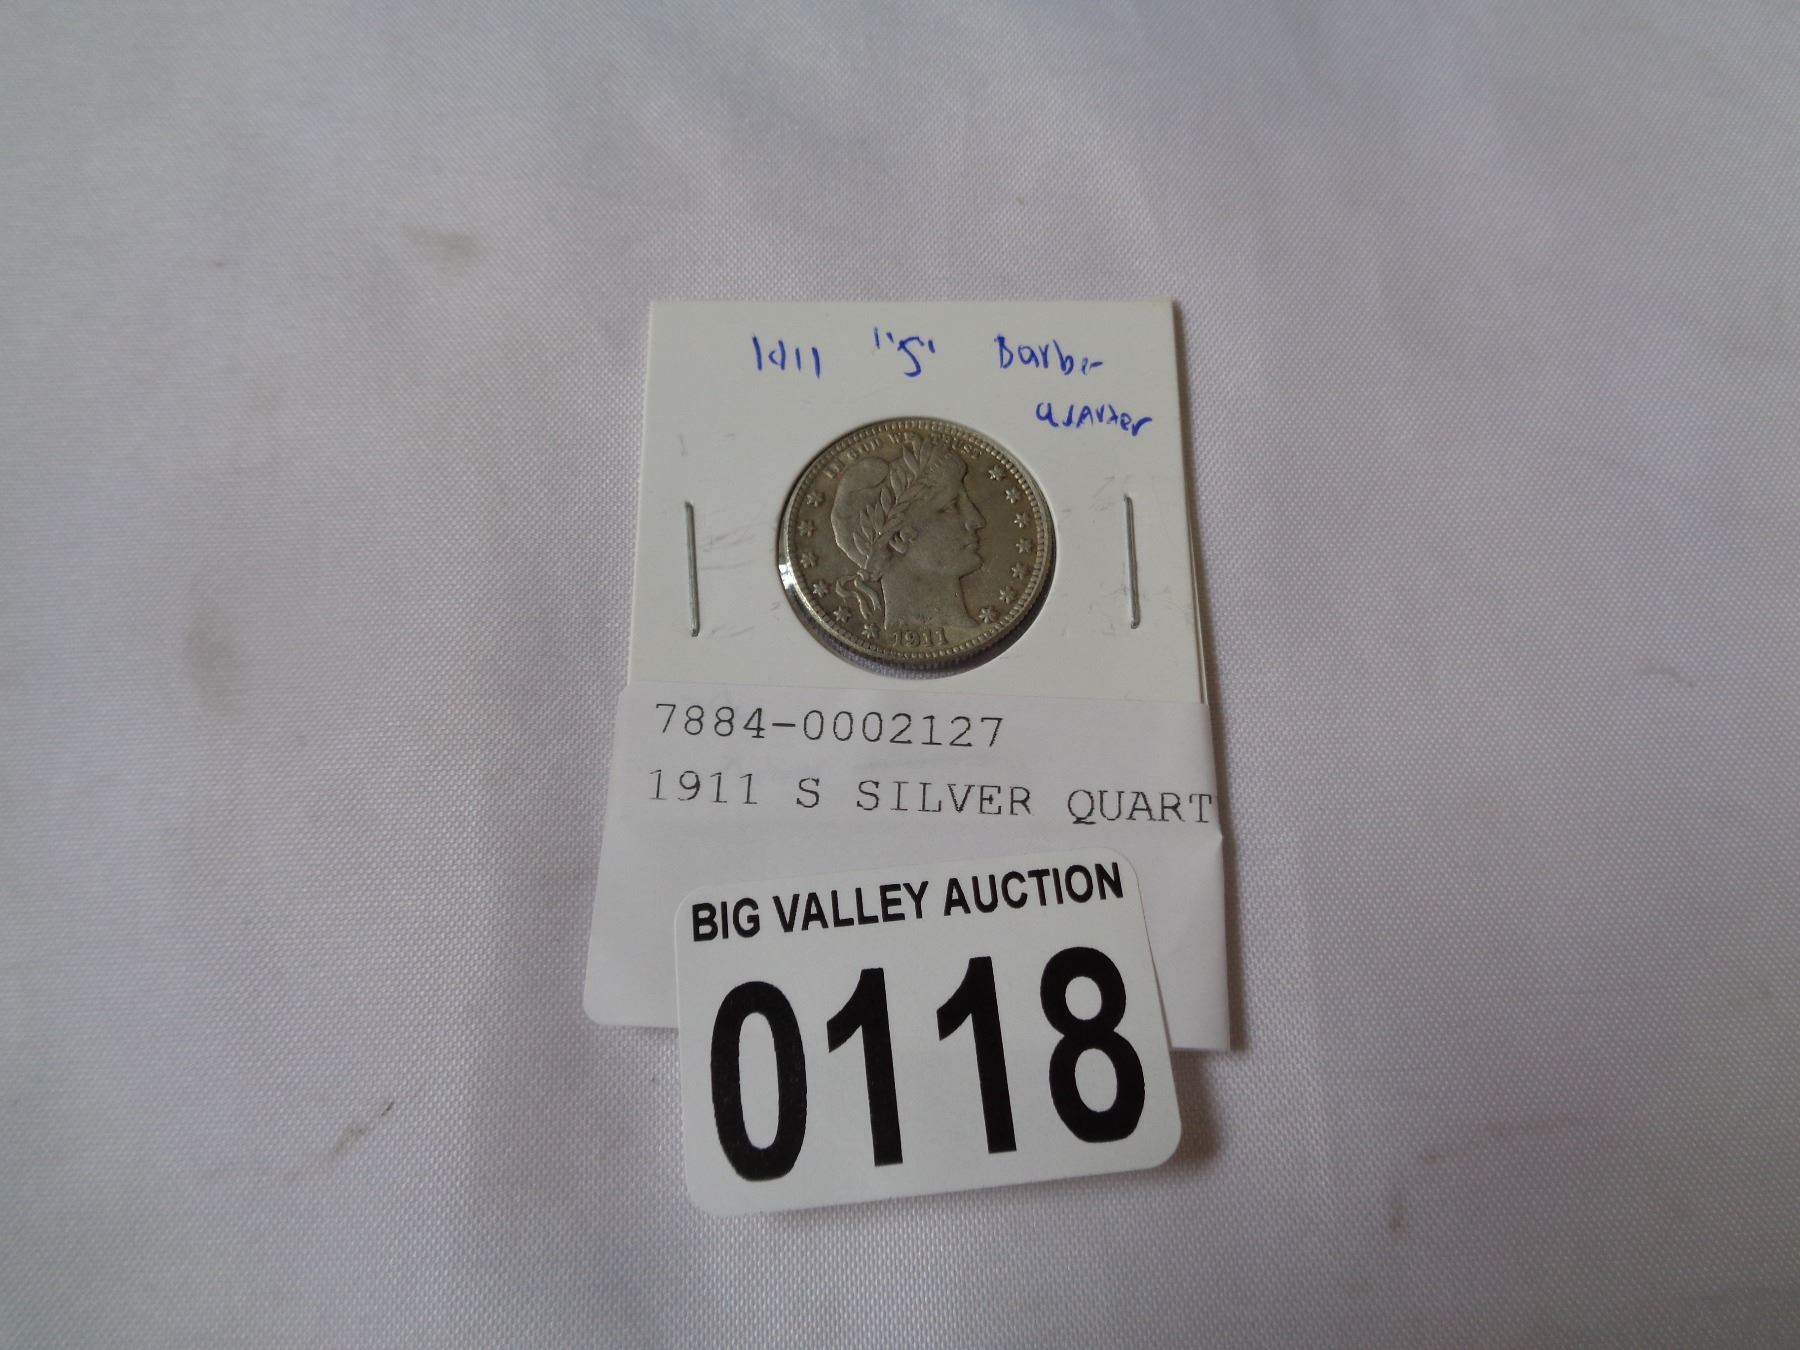 1911 "S" Barber
Quarter
IN GOD WE TRUST
1911
7884-0002127
1911 S SILVER QUART
BIG VALLEY AUCTION
0118